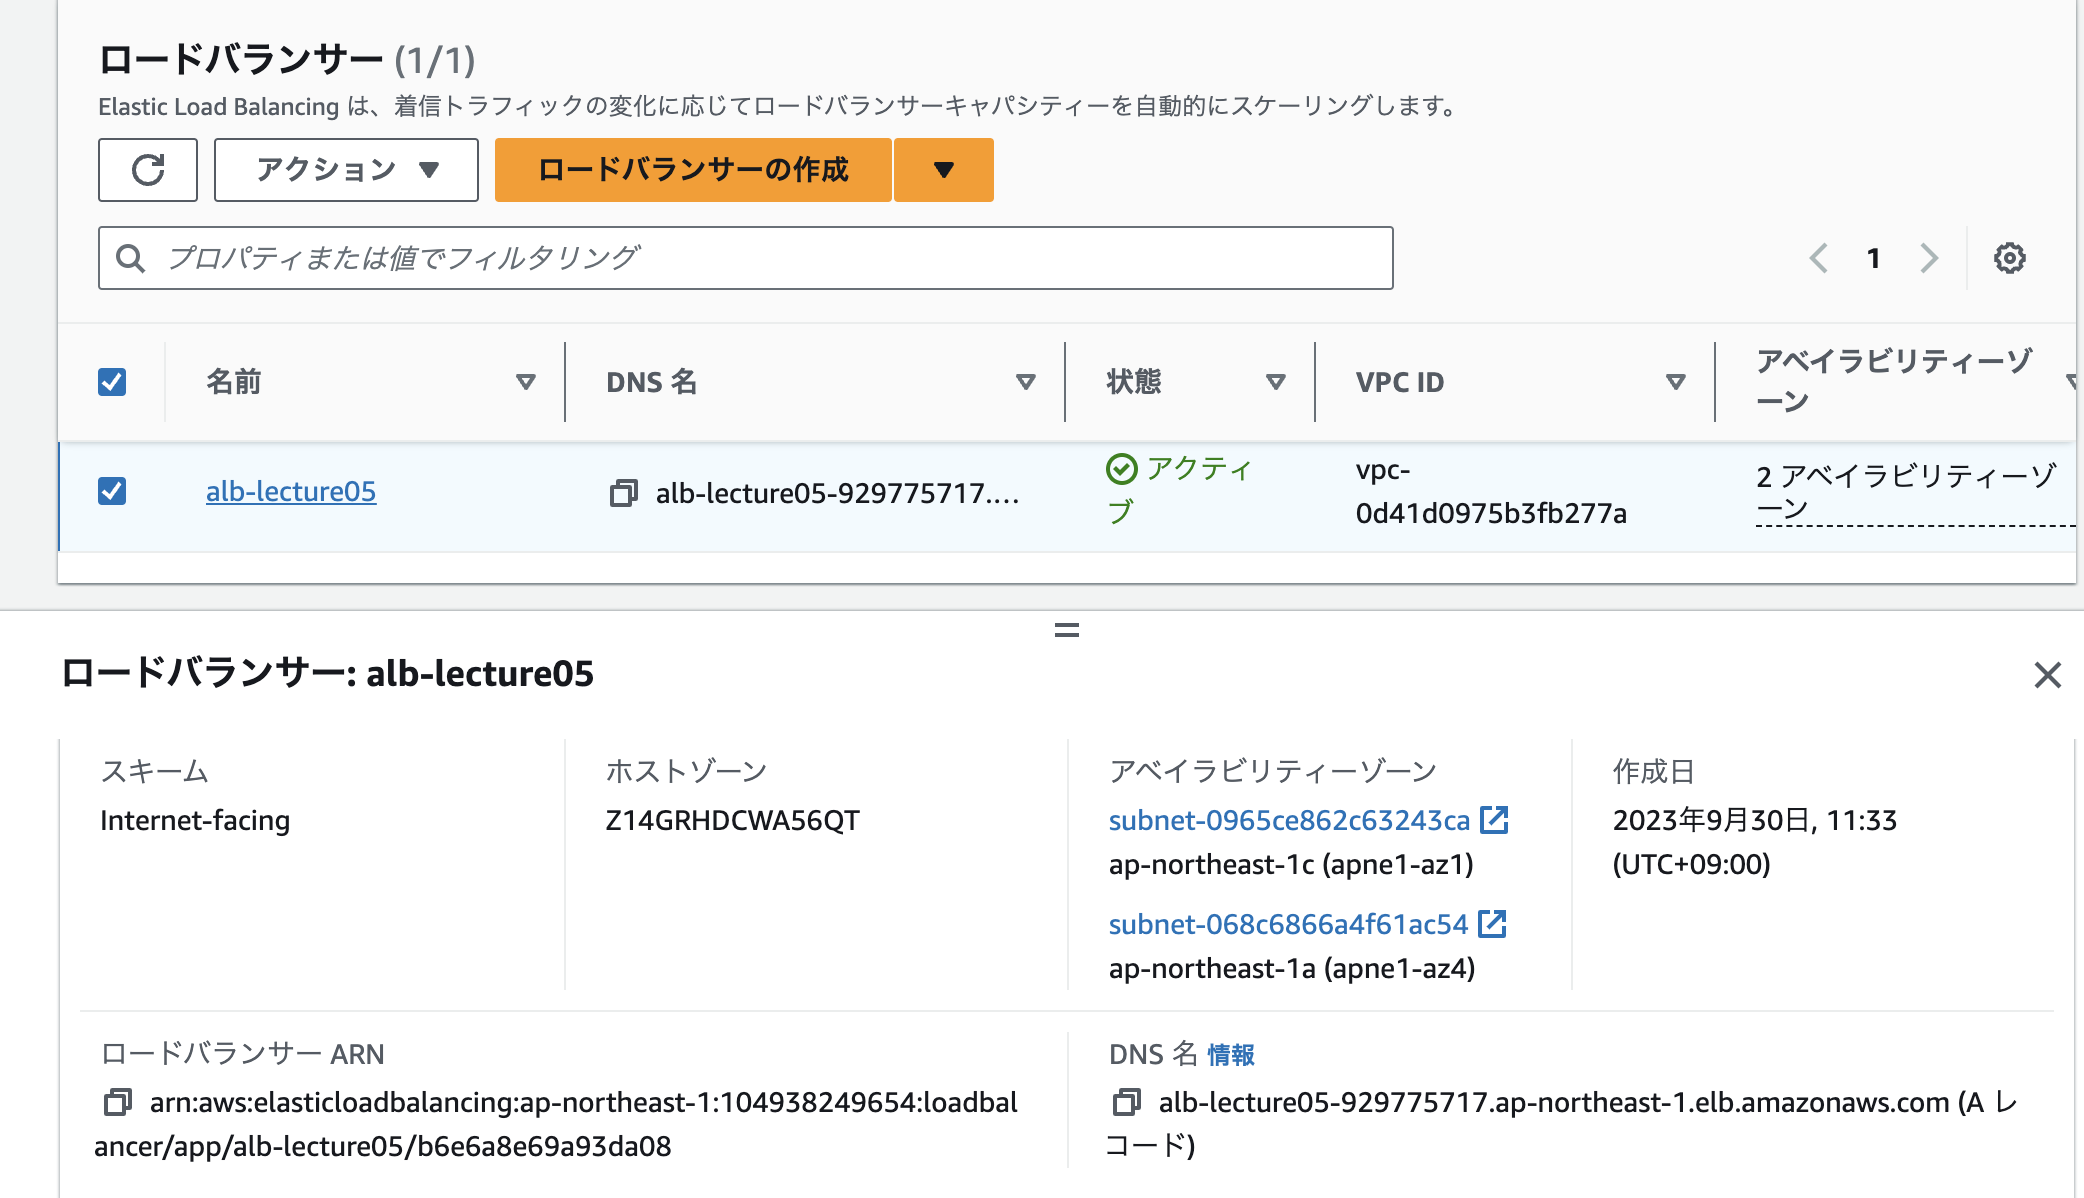 ロードバランサー (1/1)
Elastic Load Balancing は、着信トラフィックの変化に応じてロードバランサーキャパシティーを自動的にスケーリングします。
アクション
ロードバランサーの作成
プロパティまたは値でフィルタリング
1
名前
DNS 名
状態
VPC ID
アベイラビリティーゾ
ーン
alb-lecture05
alb-lecture05-929775717....
アクティ
ブ
vpc-
0d41d0975b3fb277a
2 アベイラビリティーゾ
ーン
ロードバランサー: alb-lecture05
スキーム
Internet-facing
ホストゾーン
Z14GRHDCWA56QT
アベイラビリティーゾーン
subnet-0965ce862c63243ca
ap-northeast-1c (apne1-az1)
subnet-068c6866a4f61ac54
ap-northeast-1a (apne1-az4)
作成日
2023年9月30日, 11:33
(UTC+09:00)
ロードバランサー ARN
arn:aws:elasticloadbalancing:ap-northeast-1:104938249654:loadbal
ancer/app/alb-lecture05/b6e6a8e69a93da08
DNS 名 情報
alb-lecture05-929775717.ap-northeast-1.elb.amazonaws.com (A レ
コード)